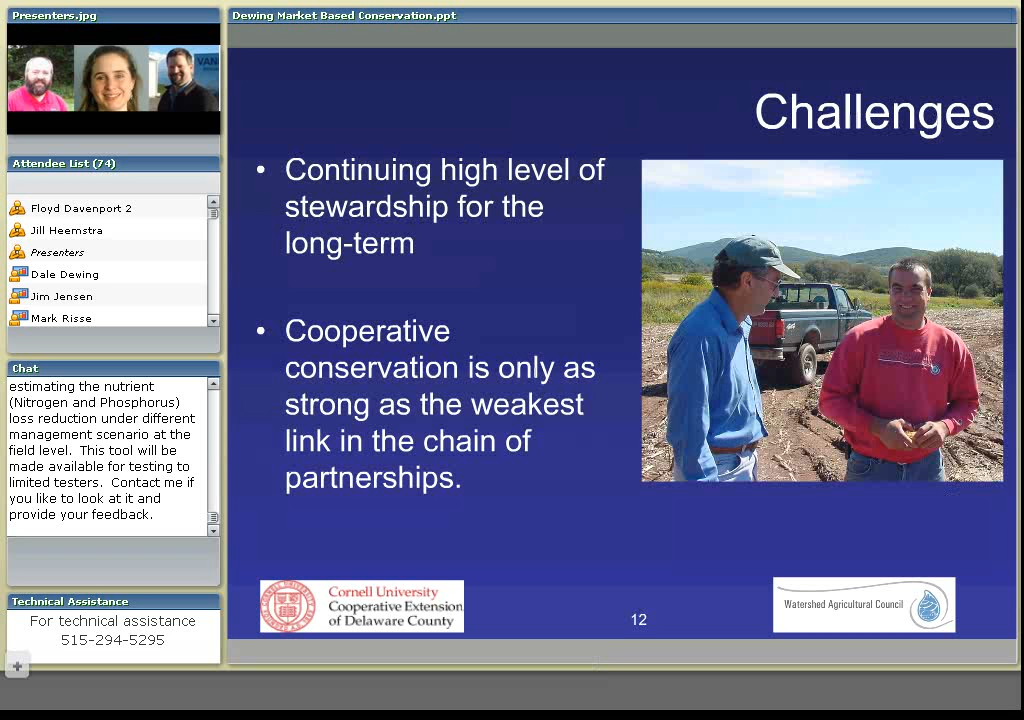 Presenters.jpg
Attendee List (74)
Floyd Davenport 2
Jill Heemstra
Presenters
Dale Dewing
Jim Jensen
Mark Risse
Chat
estimating the nutrient
(Nitrogen and Phosphorus)
loss reduction under different
management scenario at the
field level. This tool will be
made available for testing to
limited testers. Contact me if
you like to look at it and
provide your feedback.
Technical Assistance
For technical assistance
515-294-5295
Dewing Market Based Conservation.ppt
Challenges
• Continuing high level of
stewardship for the
long-term
• Cooperative
conservation is only as
strong as the weakest
link in the chain of
partnerships.
Cornell University
Cooperative Extension
of Delaware County
12
Watershed Agricultural Council